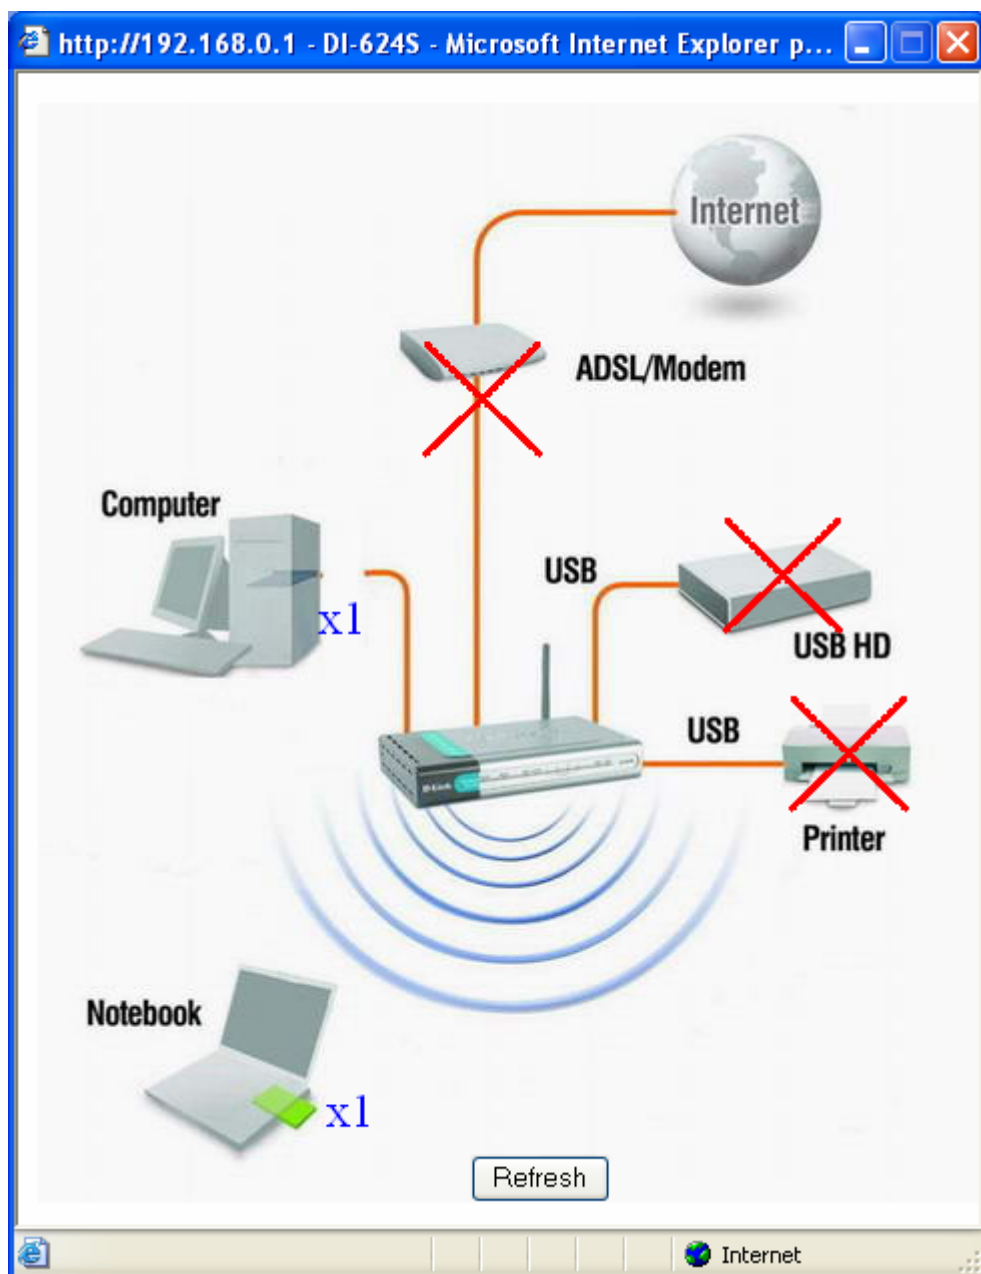 http://192.168.0.1 - DI-624S - Microsoft Internet Explorer p...
Internet
ADSL/Modem
Computer
x1
USB
USB HD
USB
D-Link
Printer
Notebook
x1
Refresh
Internet